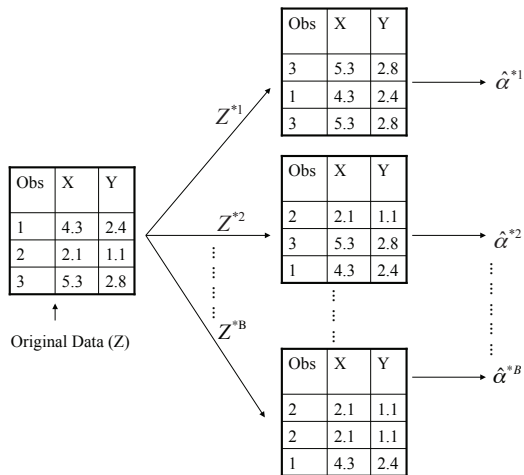 Obs X Y
3 5.3 2.8
1 4.3 2.4
3 5.3 2.8
Z*1
α̂*1
Obs X Y
1 4.3 2.4
2 2.1 1.1
3 5.3 2.8
Original Data (Z)
Z*2
Obs X Y
2 2.1 1.1
3 5.3 2.8
1 4.3 2.4
α̂*2
Z*B
Obs X Y
2 2.1 1.1
2 2.1 1.1
1 4.3 2.4
α̂*B